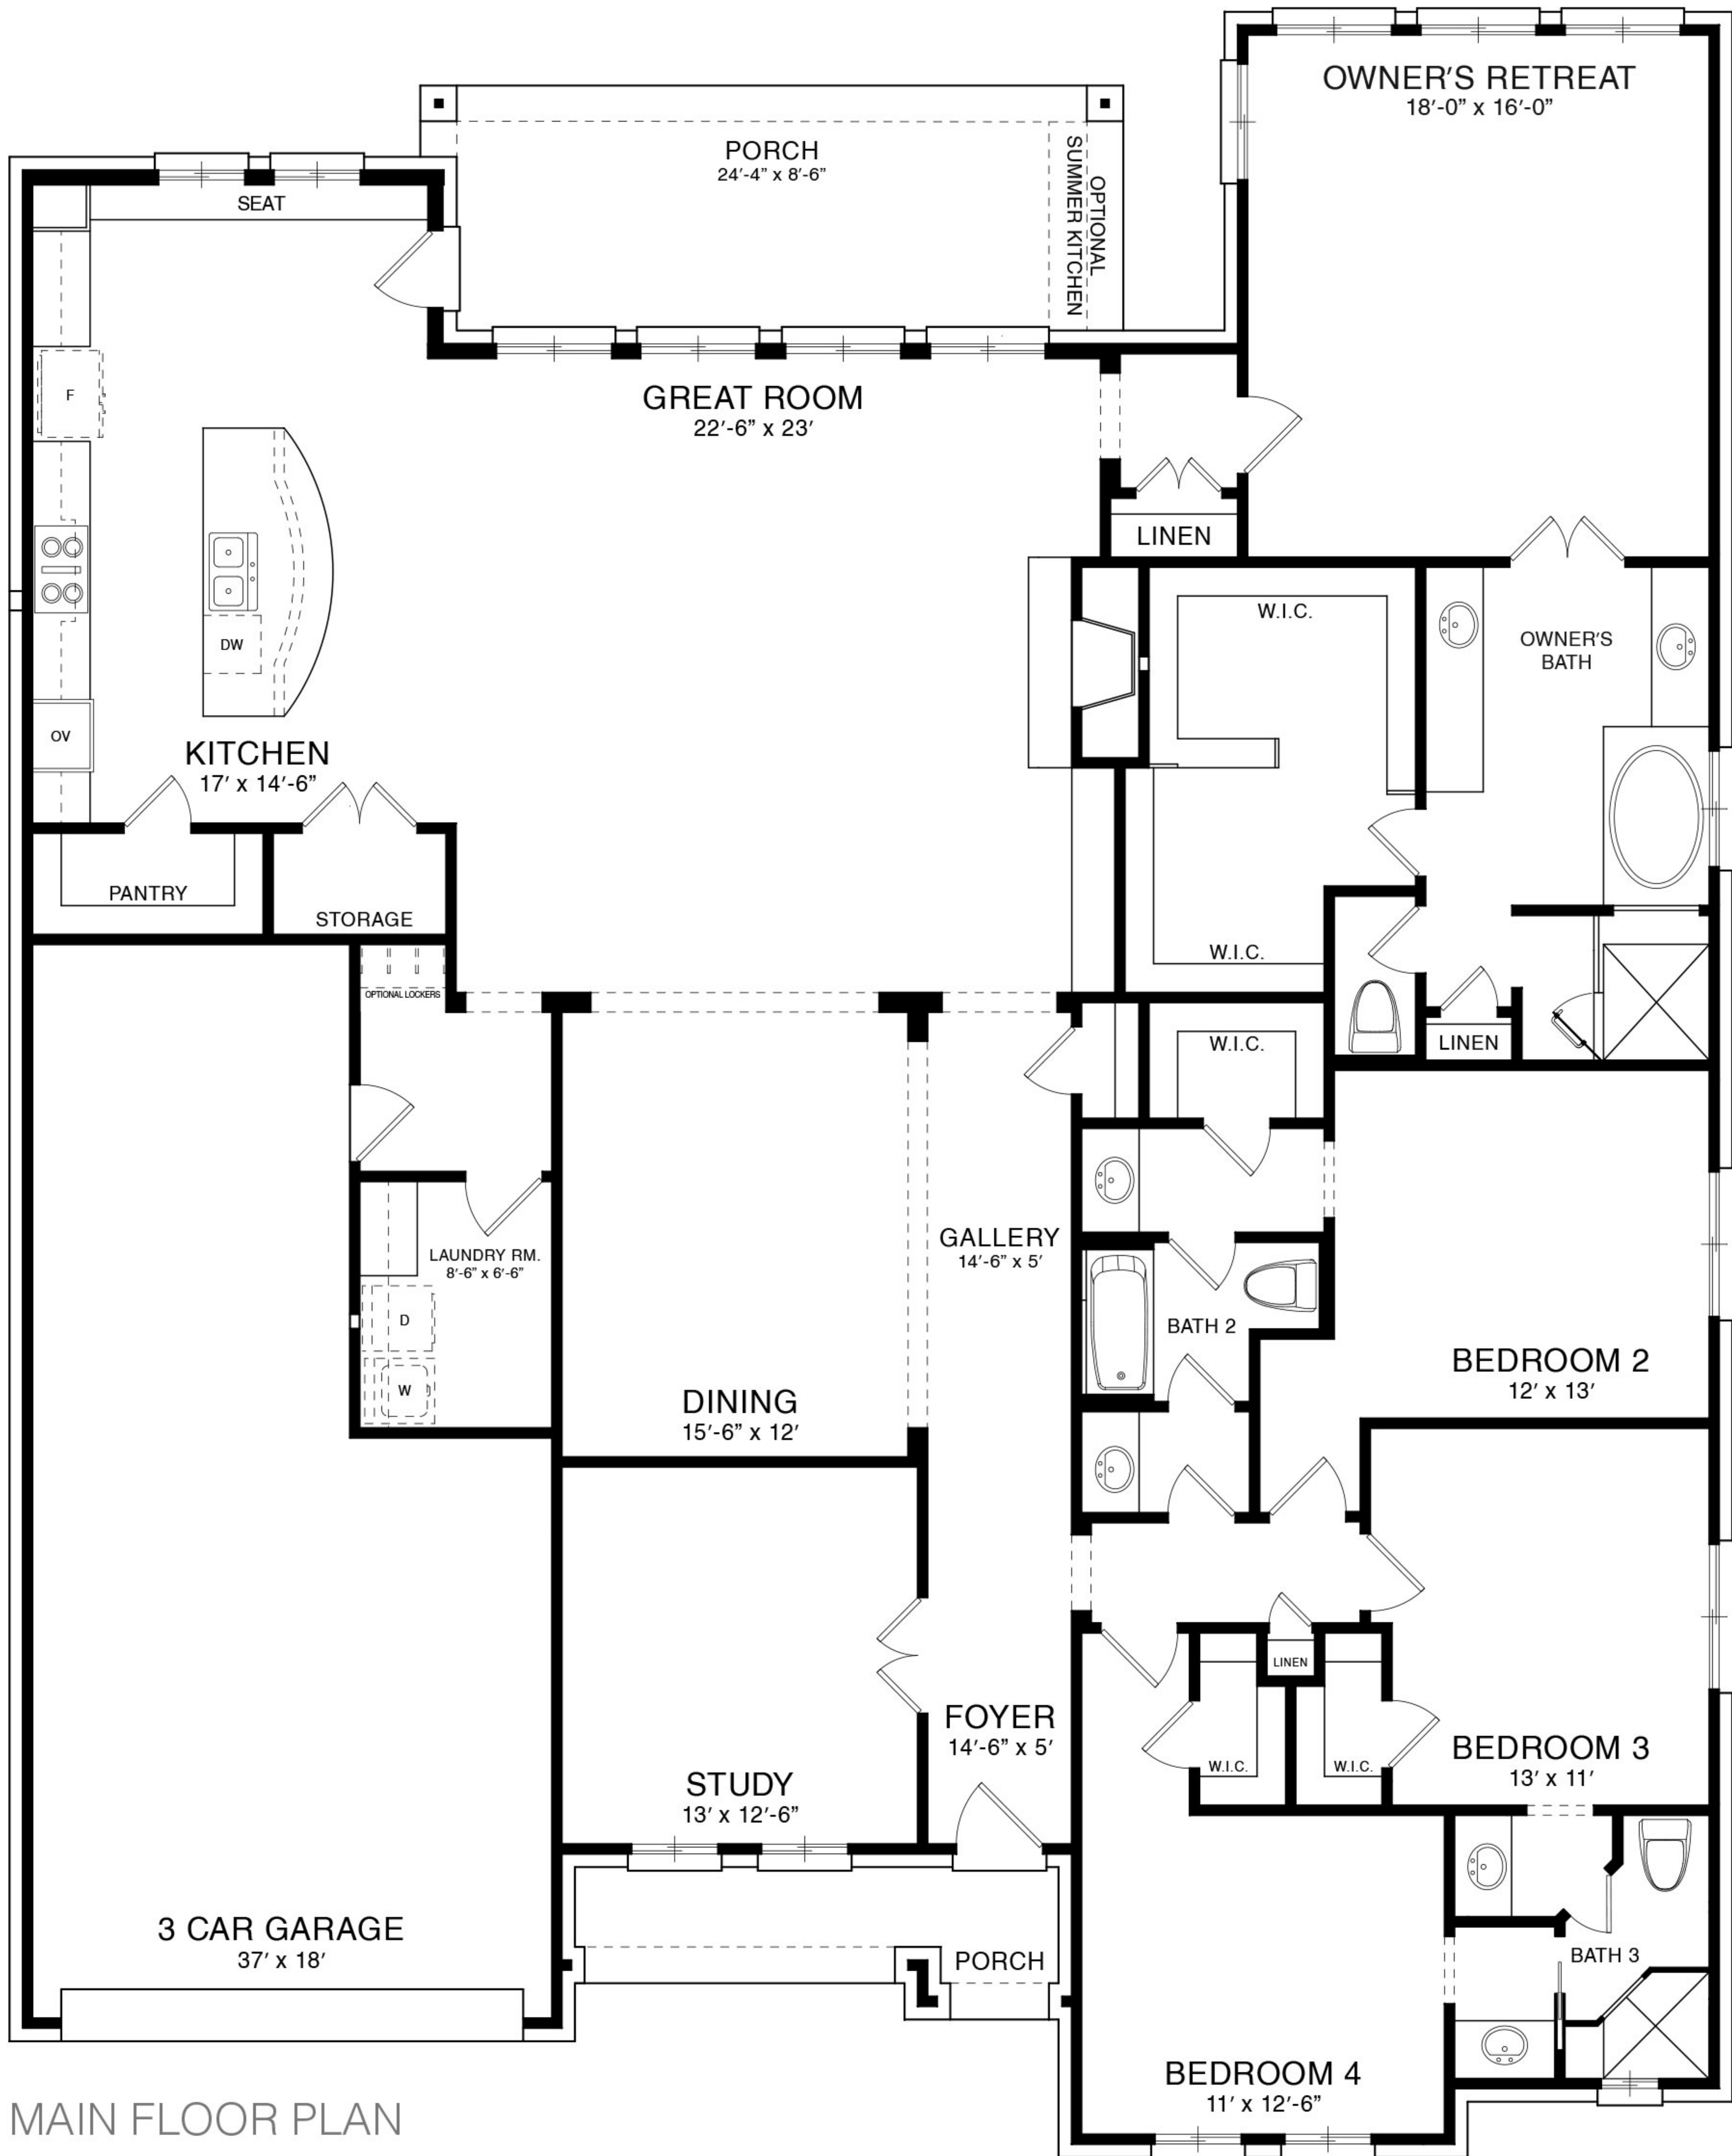 OWNER'S RETREAT
18'-0” x 16'-0”
PORCH
24'-4” x 8'-6”
OPTIONAL
SUMMER KITCHEN
SEAT
F
GREAT ROOM
22'-6” x 23'
LINEN
W.I.C.
OWNER'S
BATH
DW
OV
KITCHEN
17' x 14'-6”
PANTRY
STORAGE
W.I.C.
OPTIONAL LOCKERS
W.I.C.
LINEN
GALLERY
14'-6” x 5'
LAUNDRY RM.
8'-6” x 6'-6”
D
W
BATH 2
BEDROOM 2
12' x 13'
DINING
15'-6” x 12'
LINEN
FOYER
14'-6” x 5'
W.I.C.
W.I.C.
BEDROOM 3
13' x 11'
STUDY
13' x 12'-6”
3 CAR GARAGE
37' x 18'
PORCH
BATH 3
BEDROOM 4
11' x 12'-6”
MAIN FLOOR PLAN